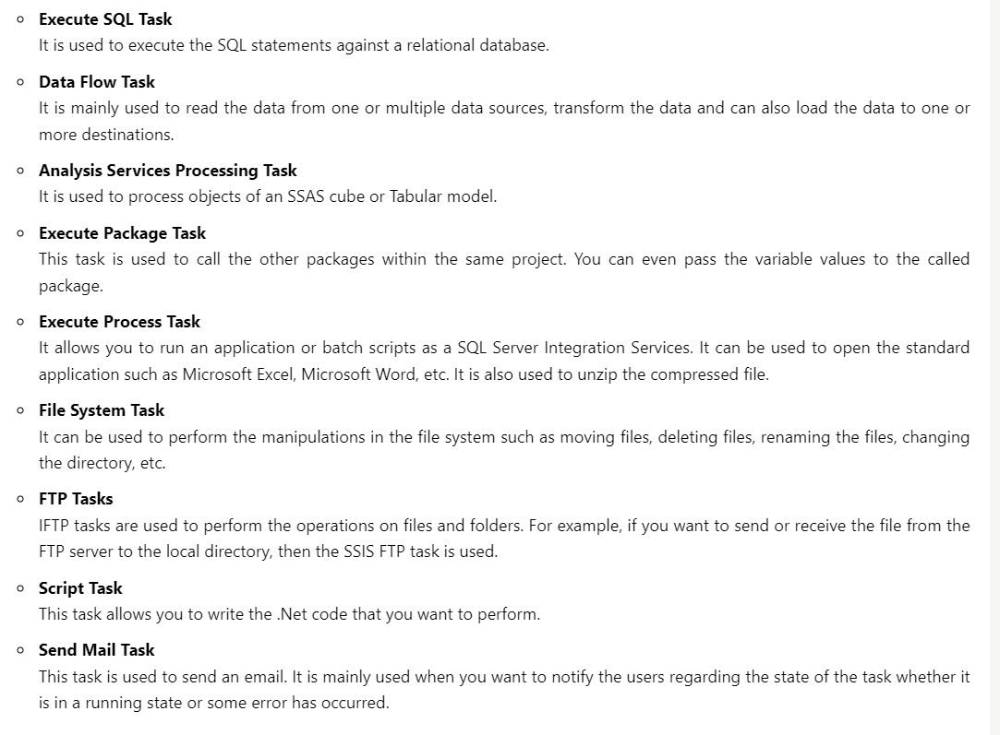 Execute SQL Task
It is used to execute the SQL statements against a relational database.
Data Flow Task
It is mainly used to read the data from one or multiple data sources, transform the data and can also load the data to one or
more destinations.
Analysis Services Processing Task
It is used to process objects of an SSAS cube or Tabular model.
Execute Package Task
This task is used to call the other packages within the same project. You can even pass the variable values to the called
package.
Execute Process Task
It allows you to run an application or batch scripts as a SQL Server Integration Services. It can be used to open the standard
application such as Microsoft Excel, Microsoft Word, etc. It is also used to unzip the compressed file.
File System Task
It can be used to perform the manipulations in the file system such as moving files, deleting files, renaming the files, changing
the directory, etc.
FTP Tasks
IFTP tasks are used to perform the operations on files and folders. For example, if you want to send or receive the file from the
FTP server to the local directory, then the SSIS FTP task is used.
Script Task
This task allows you to write the .Net code that you want to perform.
Send Mail Task
This task is used to send an email. It is mainly used when you want to notify the users regarding the state of the task whether it
is in a running state or some error has occurred.